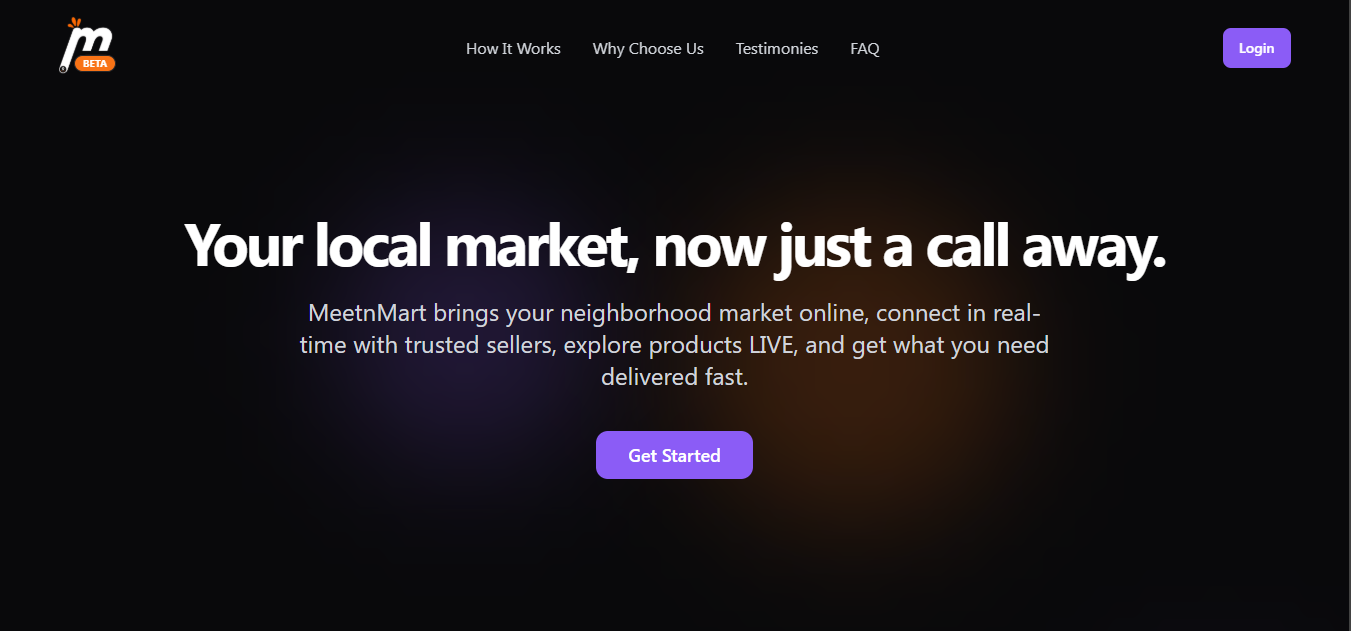 m
BETA
How It Works
Why Choose Us
Testimonies
FAQ
Login
Your local market, now just a call away.
MeetnMart brings your neighborhood market online, connect in real-
time with trusted sellers, explore products LIVE, and get what you need
delivered fast.
Get Started